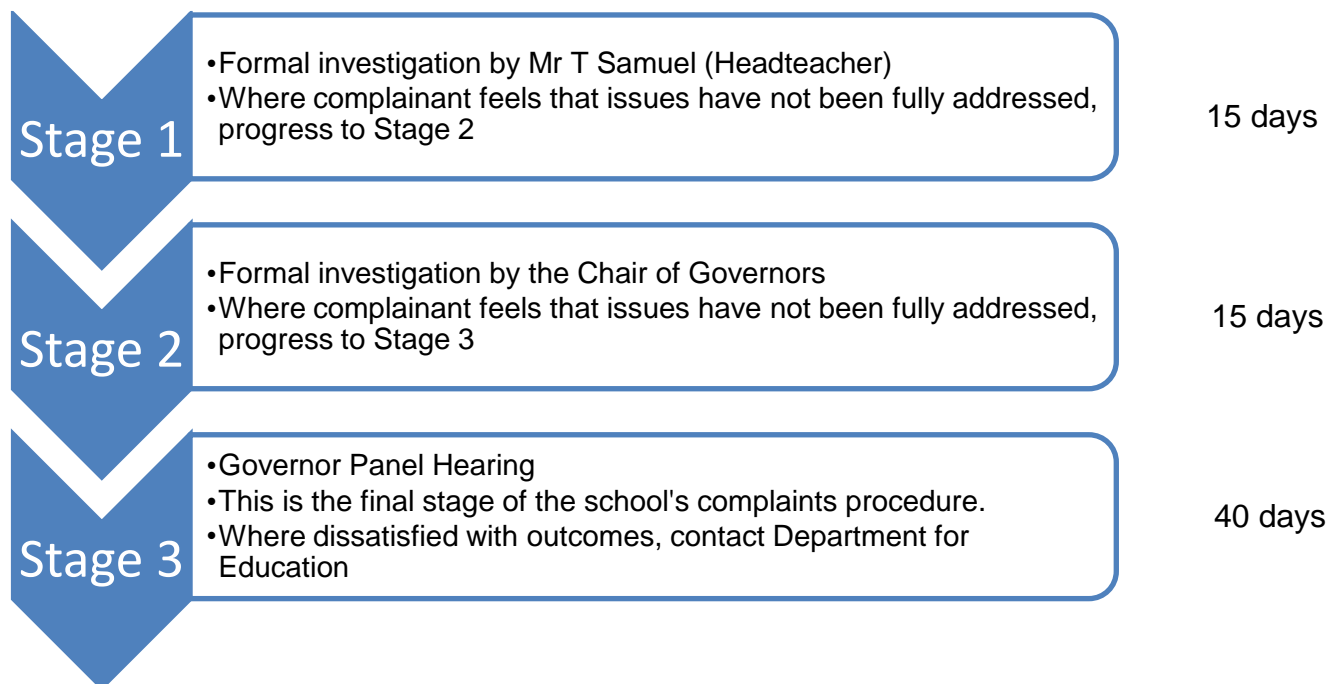 Stage 1
•Formal investigation by Mr T Samuel (Headteacher)
•Where complainant feels that issues have not been fully addressed,
progress to Stage 2
15 days
Stage 2
•Formal investigation by the Chair of Governors
•Where complainant feels that issues have not been fully addressed,
progress to Stage 3
15 days
Stage 3
•Governor Panel Hearing
•This is the final stage of the school's complaints procedure.
•Where dissatisfied with outcomes, contact Department for
Education
40 days